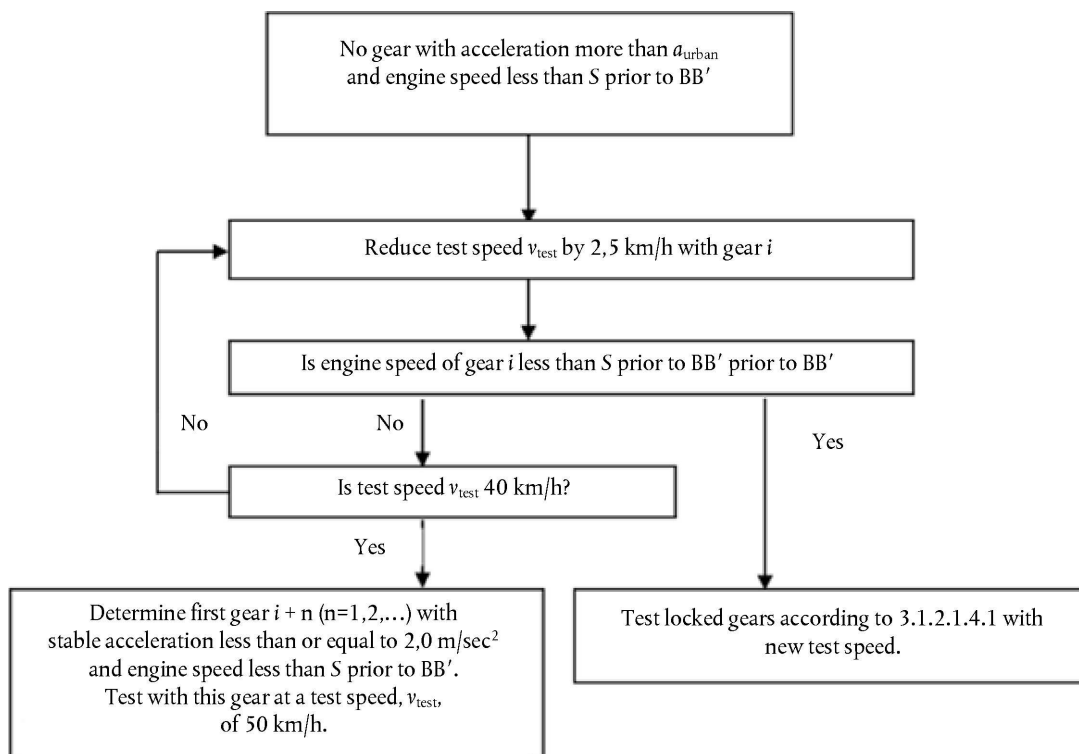 No gear with acceleration more than aurban
and engine speed less than S prior to BB′
Reduce test speed vtest by 2,5 km/h with gear i
Is engine speed of gear i less than S prior to BB′ prior to BB′
No
No
Yes
Is test speed vtest 40 km/h?
Yes
Determine first gear i + n (n=1,2,...) with
stable acceleration less than or equal to 2,0 m/sec²
and engine speed less than S prior to BB′.
Test with this gear at a test speed, vtest,
of 50 km/h.
Test locked gears according to 3.1.2.1.4.1 with
new test speed.